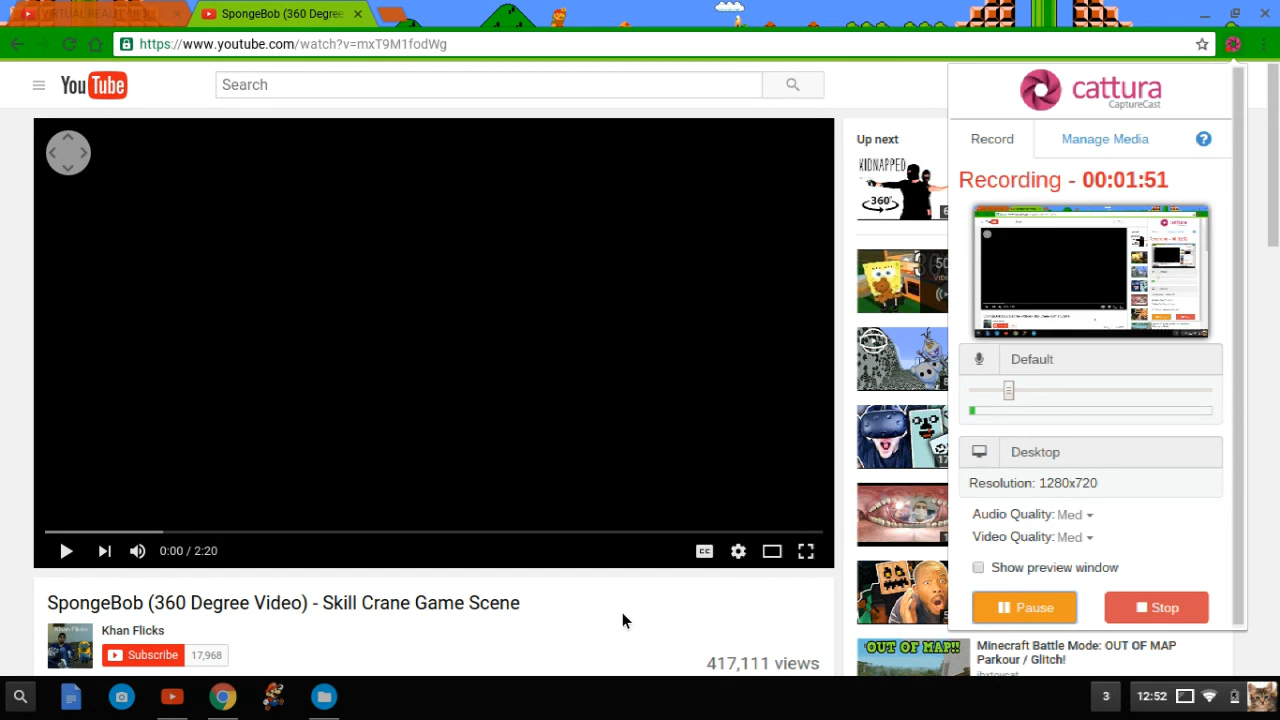 SpongeBob (360 Degree
https://www.youtube.com/watch?v=mxT9M1fodWg
YouTube
Search
cattura
CaptureCast
Record
Manage Media
?
Recording - 00:01:51
Up next
KIDNAPPED
360°
Default
Desktop
Resolution: 1280x720
Audio Quality: Med
Video Quality: Med
Show preview window
Pause
Stop
0:00 / 2:20
CC
SpongeBob (360 Degree Video) - Skill Crane Game Scene
Khan Flicks
Khan Flicks
Subscribe
17,968
417,111 views
OUT OF MAP!!
Minecraft Battle Mode: OUT OF MAP
Parkour / Glitch!
3
12:52